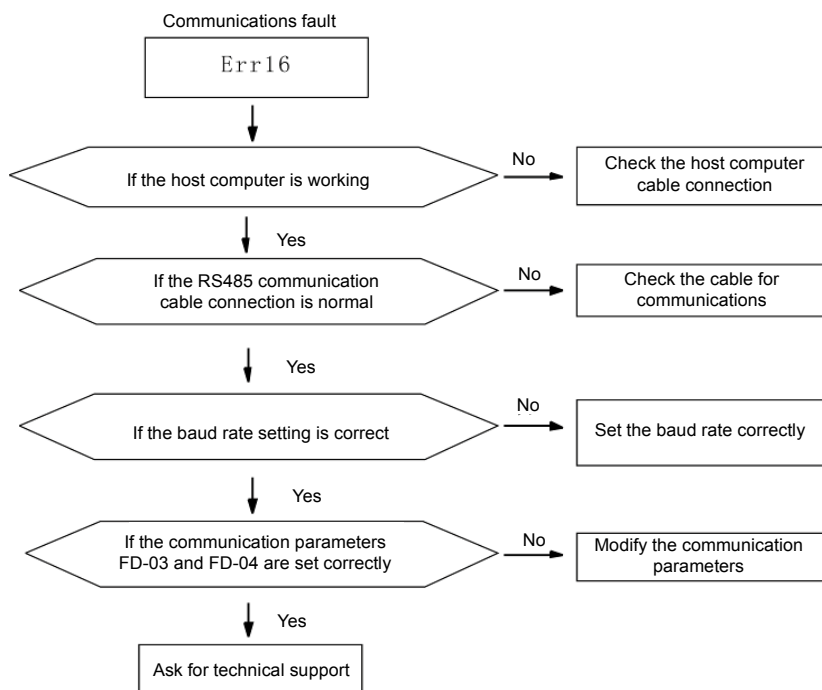 Communications fault
Err16
If the host computer is working
No
Check the host computer
cable connection
Yes
If the RS485 communication
cable connection is normal
No
Check the cable for
communications
Yes
If the baud rate setting is correct
No
Set the baud rate correctly
Yes
If the communication parameters
FD-03 and FD-04 are set correctly
No
Modify the communication
parameters
Yes
Ask for technical support